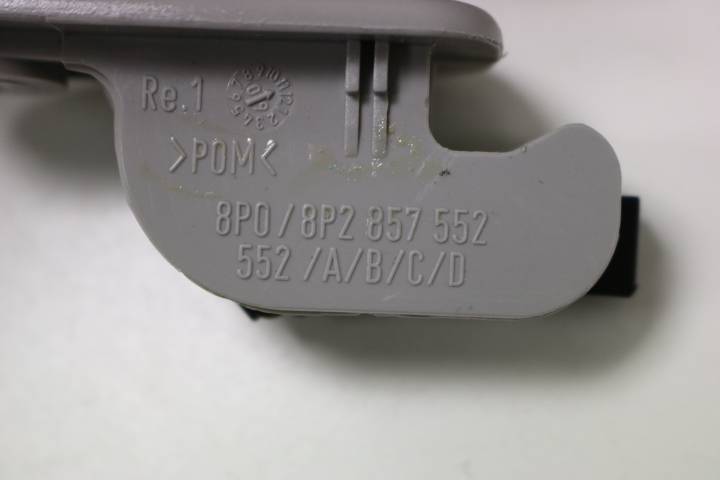 Re.1
>POM<
8P0/8P2 857 552
552 /A/B/C/D